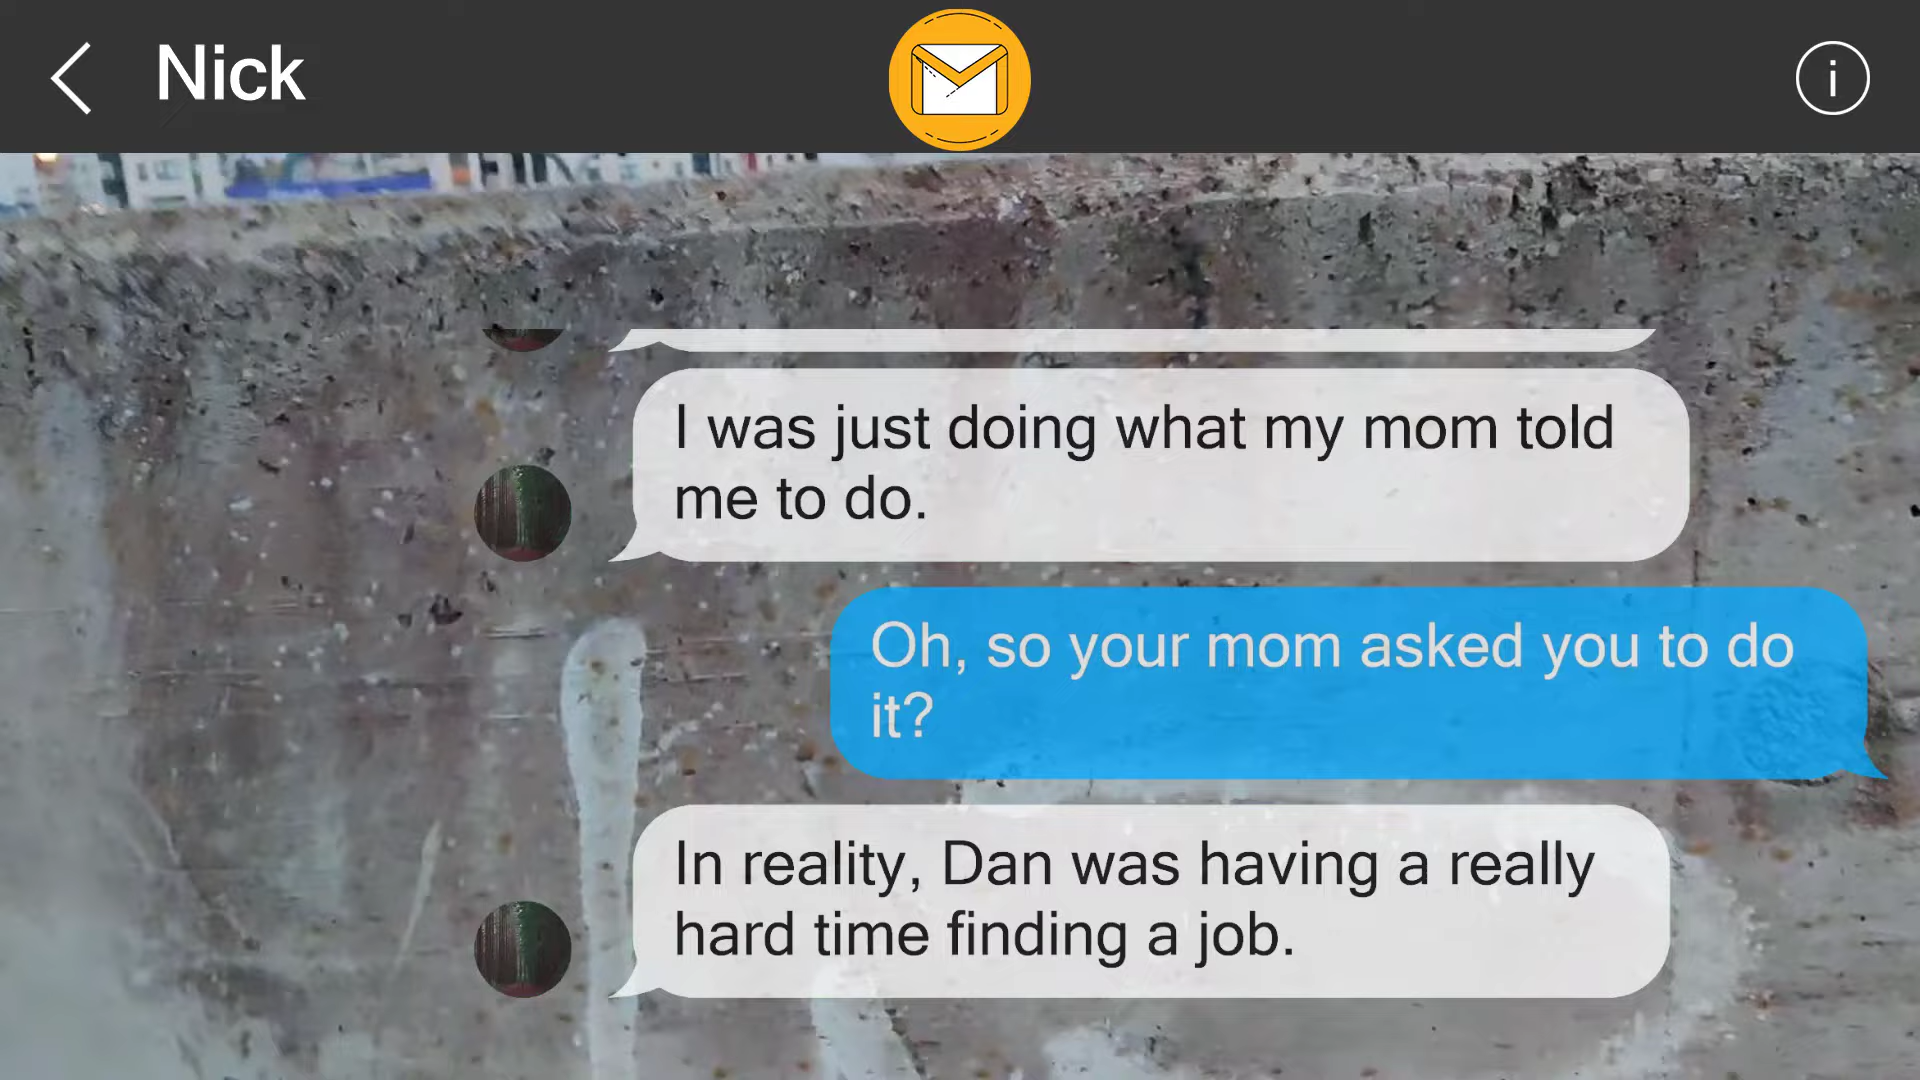 Nick
I was just doing what my mom told
me to do.
Oh, so your mom asked you to do
it?
In reality, Dan was having a really
hard time finding a job.